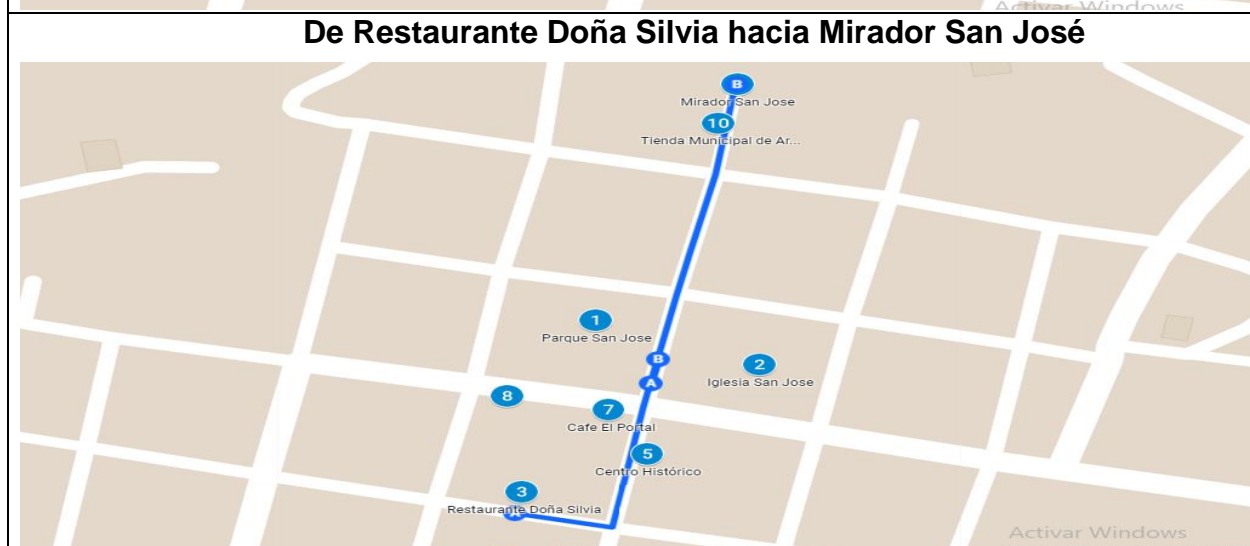 Activar Windows
De Restaurante Doña Silvia hacia Mirador San José
B
Mirador San Jose
10
Tienda Municipal de Ar...
1
Parque San Jose
B
2
A
Iglesia San Jose
8
7
Cafe El Portal
5
Centro Histórico
3
Restaurante Doña Silvia
A
Activar Windows